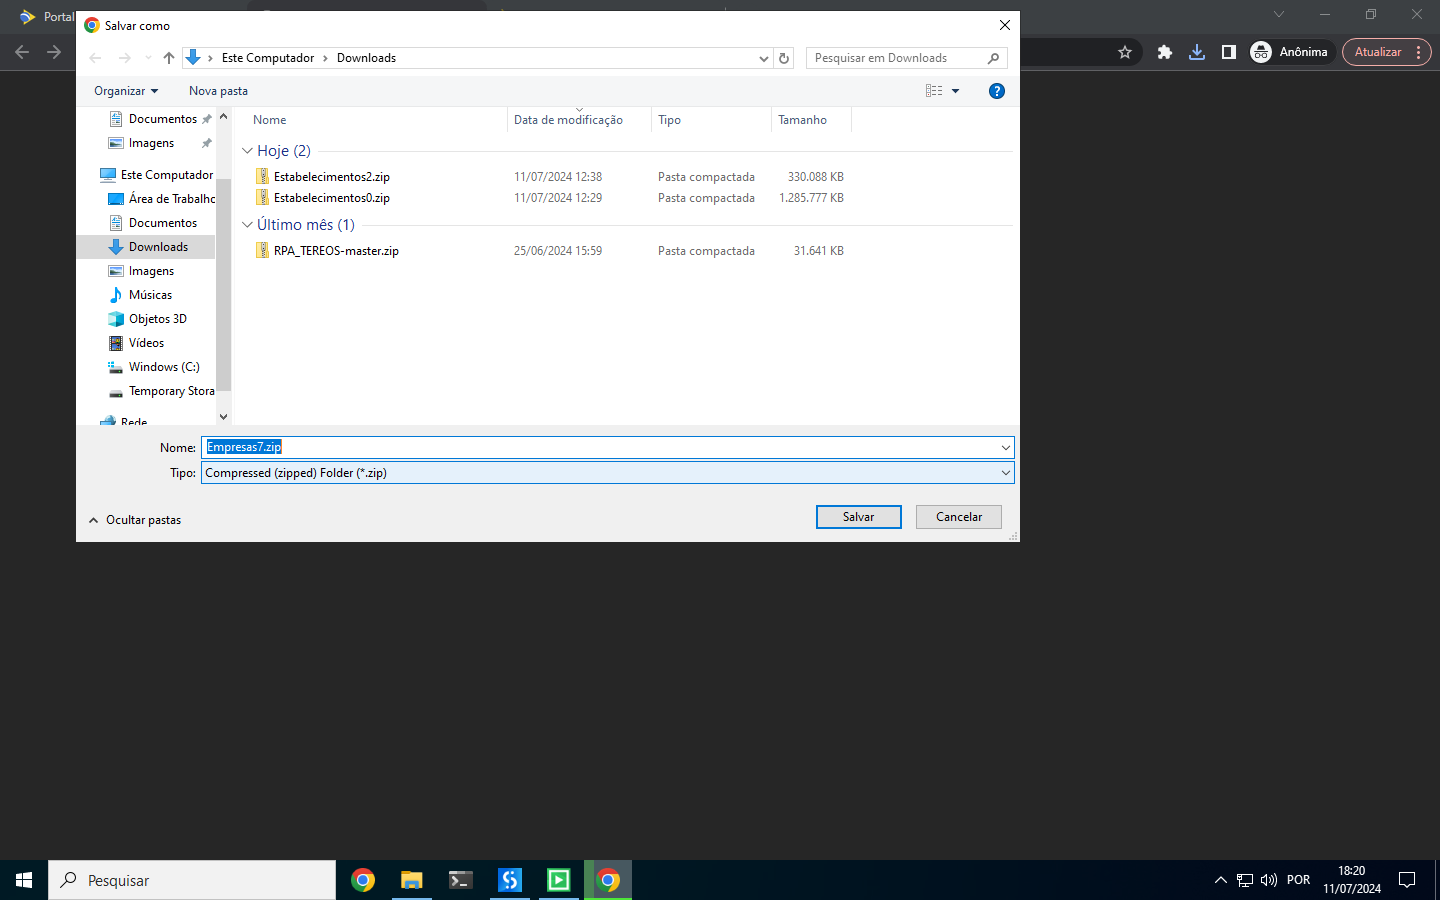 Portal
Salvar como
Anônima
Atualizar
Este Computador
Downloads
Pesquisar em Downloads
Organizar
Nova pasta
Documentos
Imagens
Este Computador
Área de Trabalho
Documentos
Downloads
Imagens
Músicas
Objetos 3D
Vídeos
Windows (C:)
Temporary Stora
Rede
Nome
Data de modificação
Tipo
Tamanho
Hoje (2)
Estabelecimentos2.zip
11/07/2024 12:38
Pasta compactada
330.088 KB
Estabelecimentos0.zip
11/07/2024 12:29
Pasta compactada
1.285.777 KB
Último mês (1)
RPA_TEREOS-master.zip
25/06/2024 15:59
Pasta compactada
31.641 KB
Nome:
Empresas7.zip
Tipo:
Compressed (zipped) Folder (*.zip)
Ocultar pastas
Salvar
Cancelar
Pesquisar
POR
18:20
11/07/2024